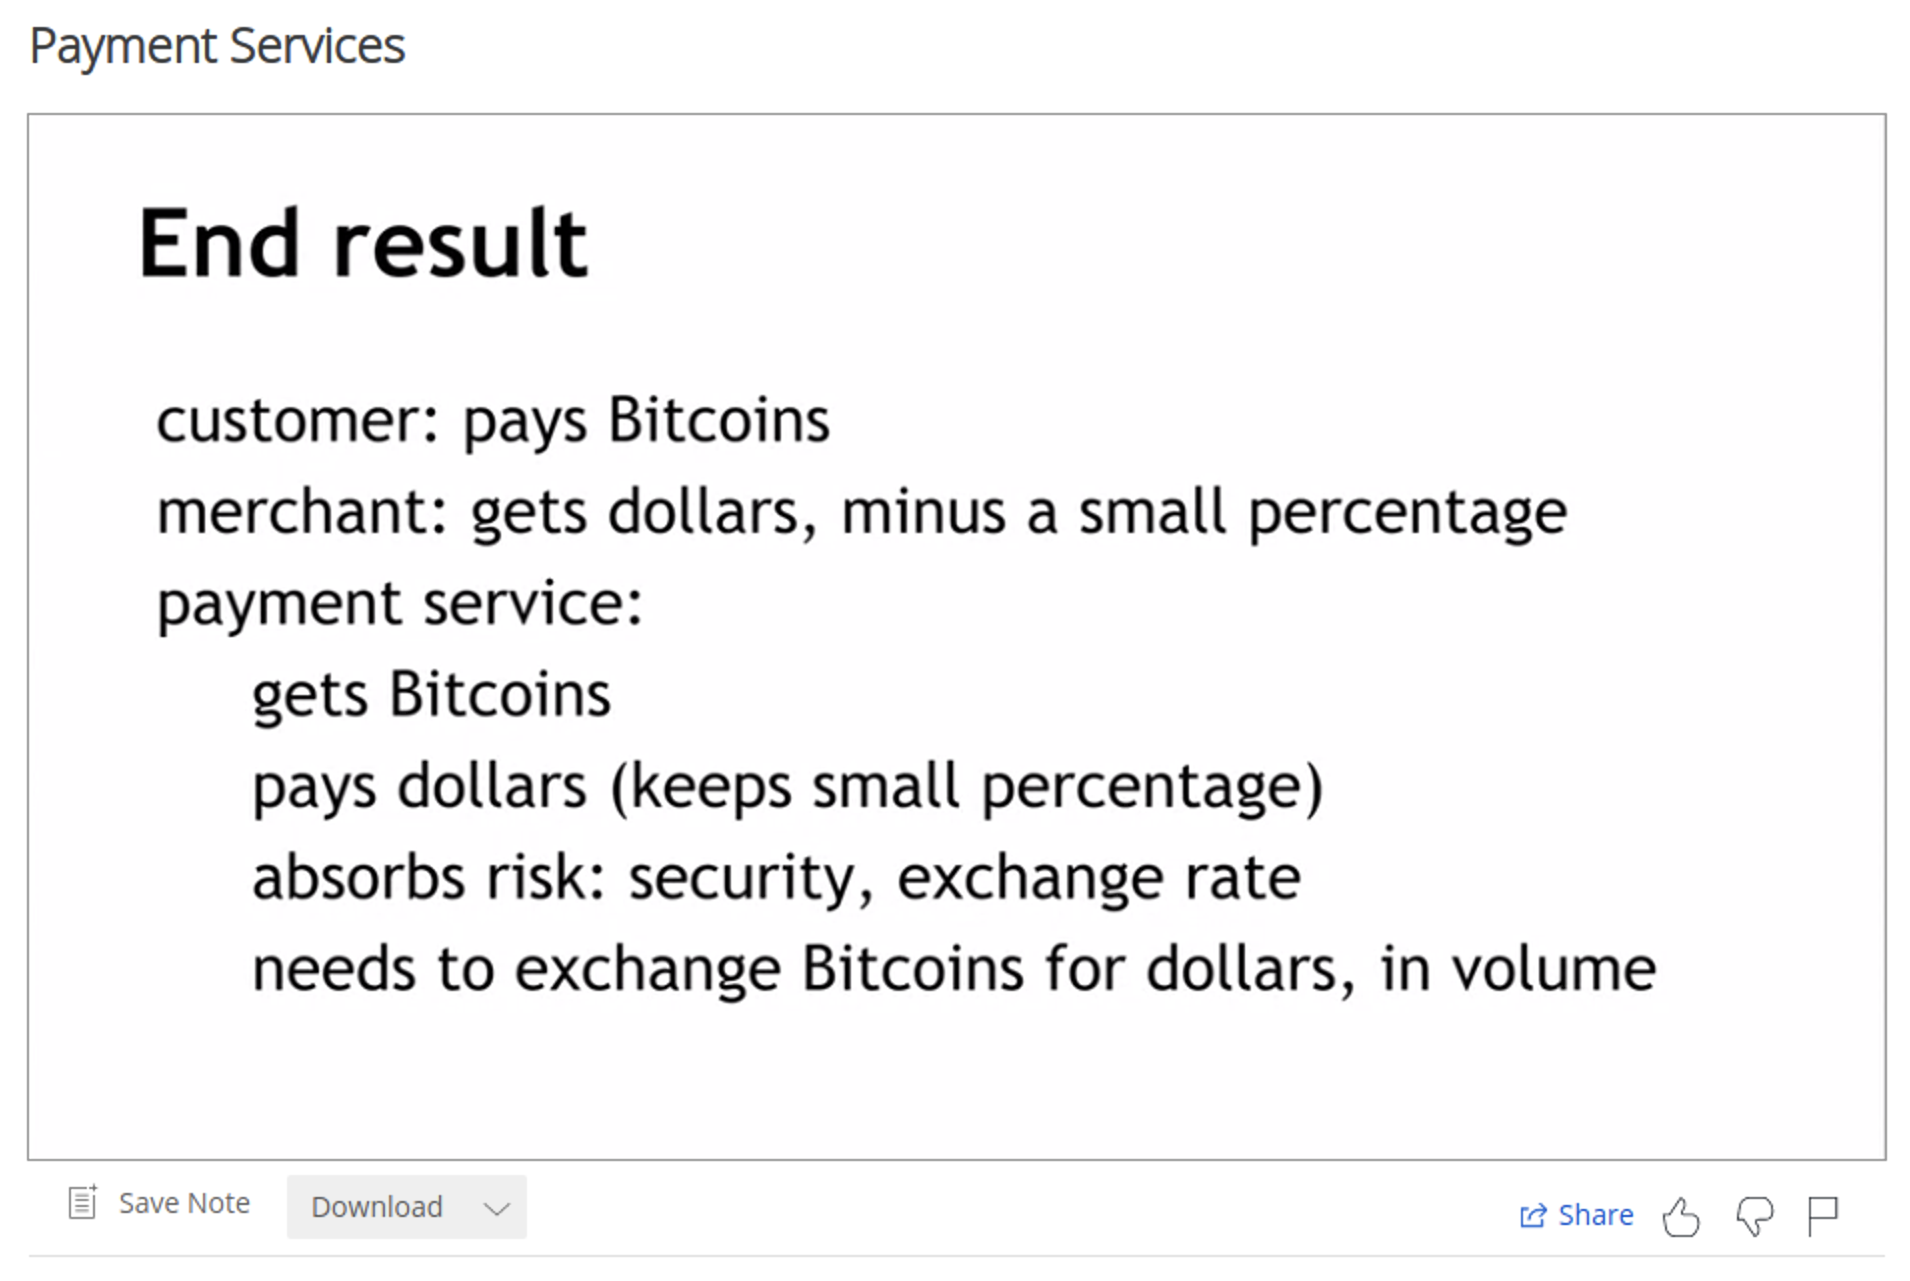 Payment Services
End result
customer: pays Bitcoins
merchant: gets dollars, minus a small percentage
payment service:
gets Bitcoins
pays dollars (keeps small percentage)
absorbs risk: security, exchange rate
needs to exchange Bitcoins for dollars, in volume
Save Note
Download
Share